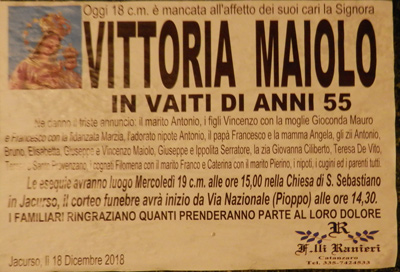 Oggi 18 c.m. è mancata all'affetto dei suoi cari la Signora
VITTORIA MAIOLO
IN VAITI DI ANNI 55
Ne danno il triste annuncio: il marito Antonio, i figli Vincenzo con la moglie Gioconda Mauro
e Francesco con la fidanzata Marzia, l'adorato nipote Antonio, il papà Francesco e la mamma Angela, gli zii Antonio,
Bruno, Elisabetta, Giuseppe e Vincenzo Maiolo, Giuseppe e Ippolita Serratore, la zia Giovanna Ciliberto, Teresa De Vito,
i cognati Filomena con il marito Franco e Caterina con il marito Pierino, i nipoti, i cugini ed i parenti tutti.
Le esequie avranno luogo Mercoledì 19 c.m. alle ore 15,00 nella Chiesa di S. Sebastiano
in Jacurso, il corteo funebre avrà inizio da Via Nazionale (Pioppo) alle ore 14,30.
I FAMILIARI RINGRAZIANO QUANTI PRENDERANNO PARTE AL LORO DOLORE
R
F.lli Ranieri
Catanzaro
Jacurso, lì 18 Dicembre 2018